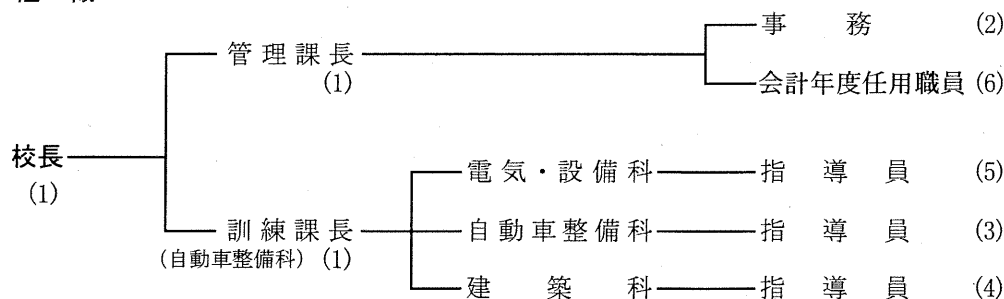 事務 (2)
管理課長
(1)
会計年度任用職員 (6)
校長
(1)
電気・設備科 指導員 (5)
訓練課長
(自動車整備科) (1)
自動車整備科 指導員 (3)
建築科 指導員 (4)